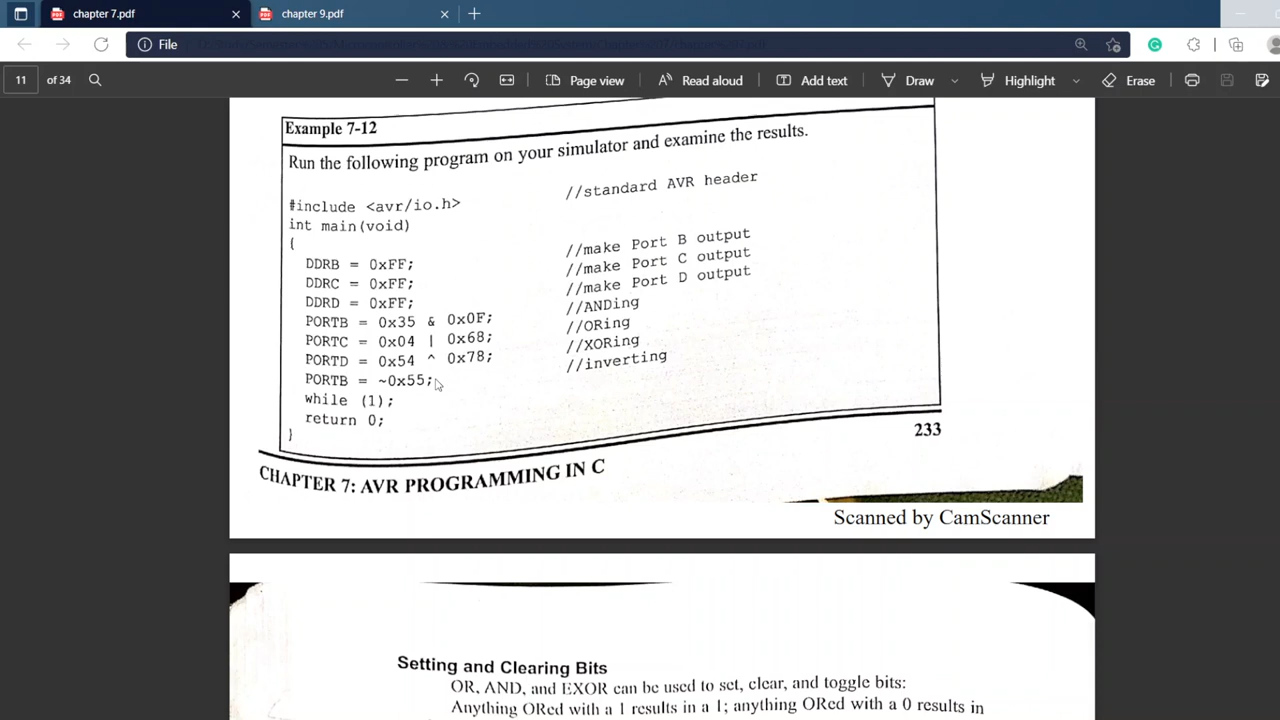 chapter 7.pdf
chapter 9.pdf
File
11 of 34
Page view
Read aloud
Add text
Draw
Highlight
Erase
Example 7-12
Run the following program on your simulator and examine the results.
#include <avr/io.h> //standard AVR header
int main(void)
{
DDRB = 0xFF; //make Port B output
DDRC = 0xFF; //make Port C output
DDRD = 0xFF; //make Port D output
PORTB = 0x35 & 0x0F; //ANDing
PORTC = 0x04 | 0x68; //ORing
PORTD = 0x54 ^ 0x78; //XORing
PORTB = ~0x55; //inverting
while (1);
return 0;
}
233
CHAPTER 7: AVR PROGRAMMING IN C
Scanned by CamScanner
Setting and Clearing Bits
OR, AND, and EXOR can be used to set, clear, and toggle bits:
Anything ORed with a 1 results in a 1; anything ORed with a 0 results in